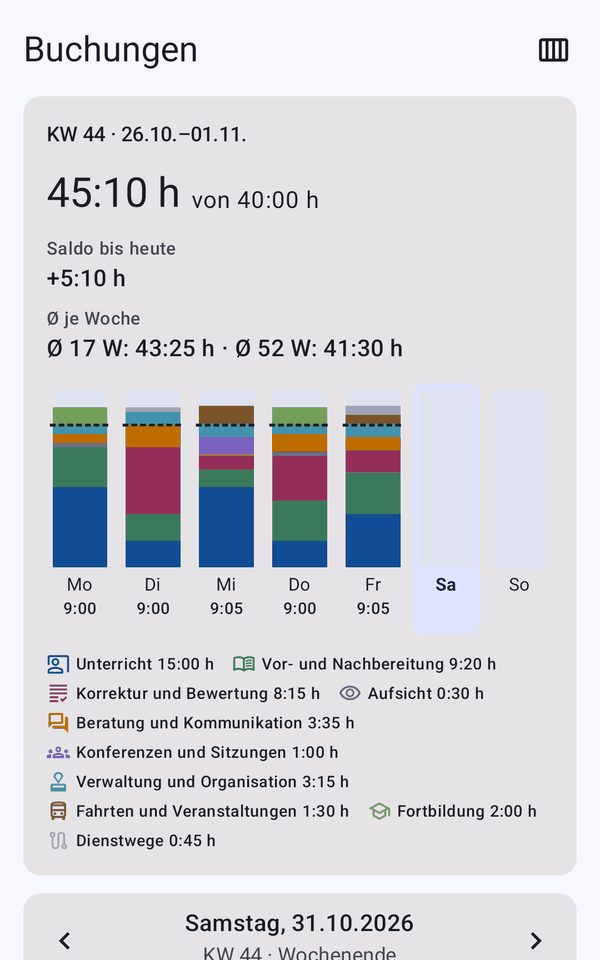 Buchungen
KW 44 · 26.10.–01.11.
45:10 h von 40:00 h
Saldo bis heute
+5:10 h
Ø je Woche
Ø 17 W: 43:25 h · Ø 52 W: 41:30 h
Mo Di Mi Do Fr Sa So
9:00 9:00 9:05 9:00 9:05
Unterricht 15:00 h Vor- und Nachbereitung 9:20 h
Korrektur und Bewertung 8:15 h Aufsicht 0:30 h
Beratung und Kommunikation 3:35 h
Konferenzen und Sitzungen 1:00 h
Verwaltung und Organisation 3:15 h
Fahrten und Veranstaltungen 1:30 h Fortbildung 2:00 h
Dienstwege 0:45 h
Samstag, 31.10.2026
KW 44 · Wochenende